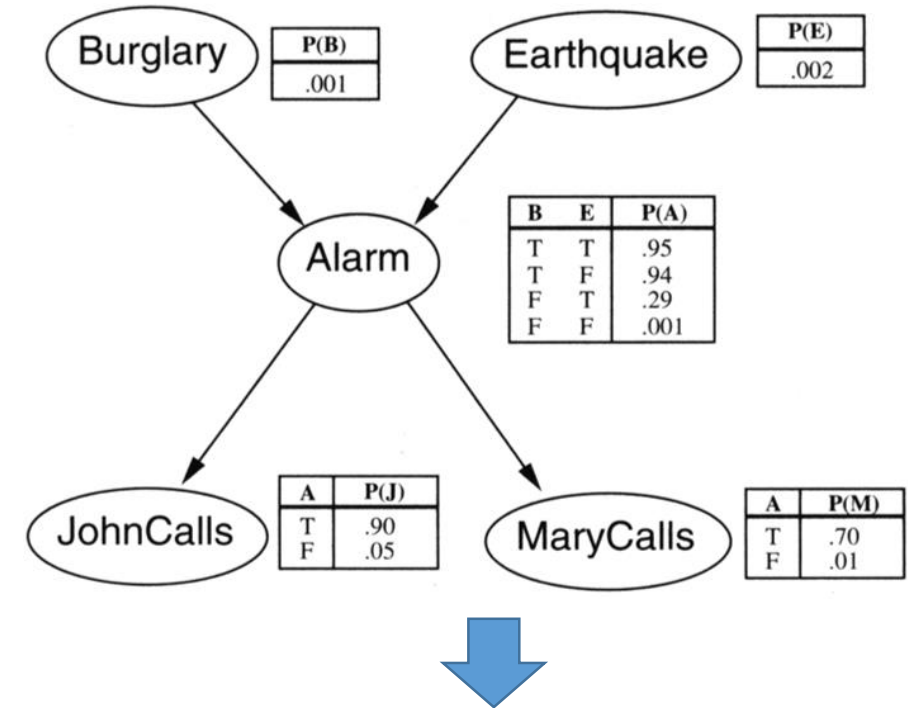 Burglary
P(B)
.001
Earthquake
P(E)
.002
Alarm
B E P(A)
T T .95
T F .94
F T .29
F F .001
JohnCalls
A P(J)
T .90
F .05
MaryCalls
A P(M)
T .70
F .01